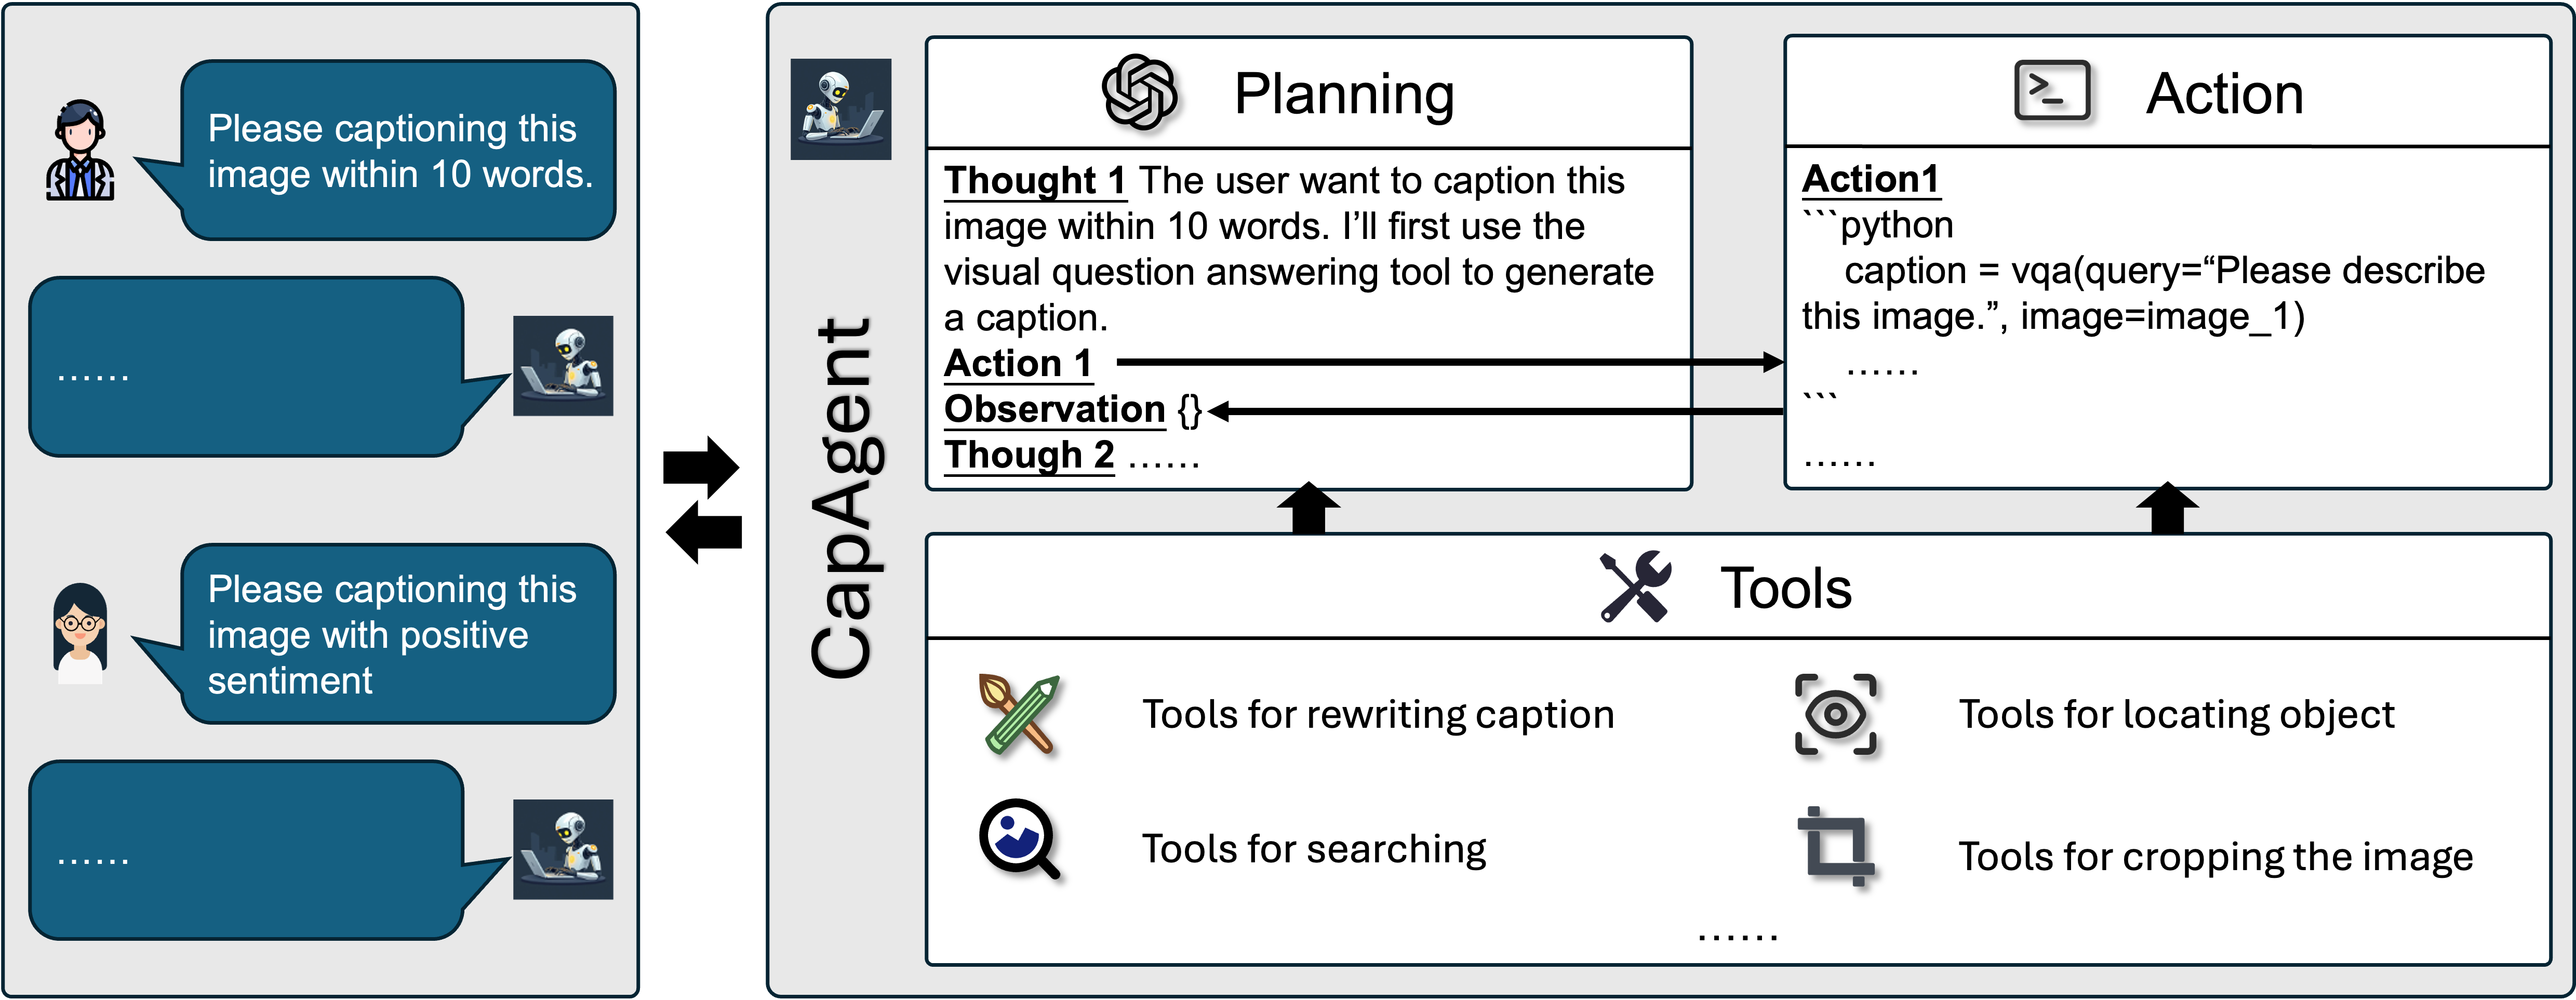 Please captioning this
image within 10 words.
......
Please captioning this
image with positive
sentiment
......
CapAgent
Planning
Thought 1 The user want to caption this
image within 10 words. I’ll first use the
visual question answering tool to generate
a caption.
Action 1
Observation {}
Though 2 ......
Action
Action1
```python
caption = vqa(query=“Please describe
this image.”, image=image_1)
......
```
......
Tools
Tools for rewriting caption
Tools for locating object
Tools for searching
Tools for cropping the image
......